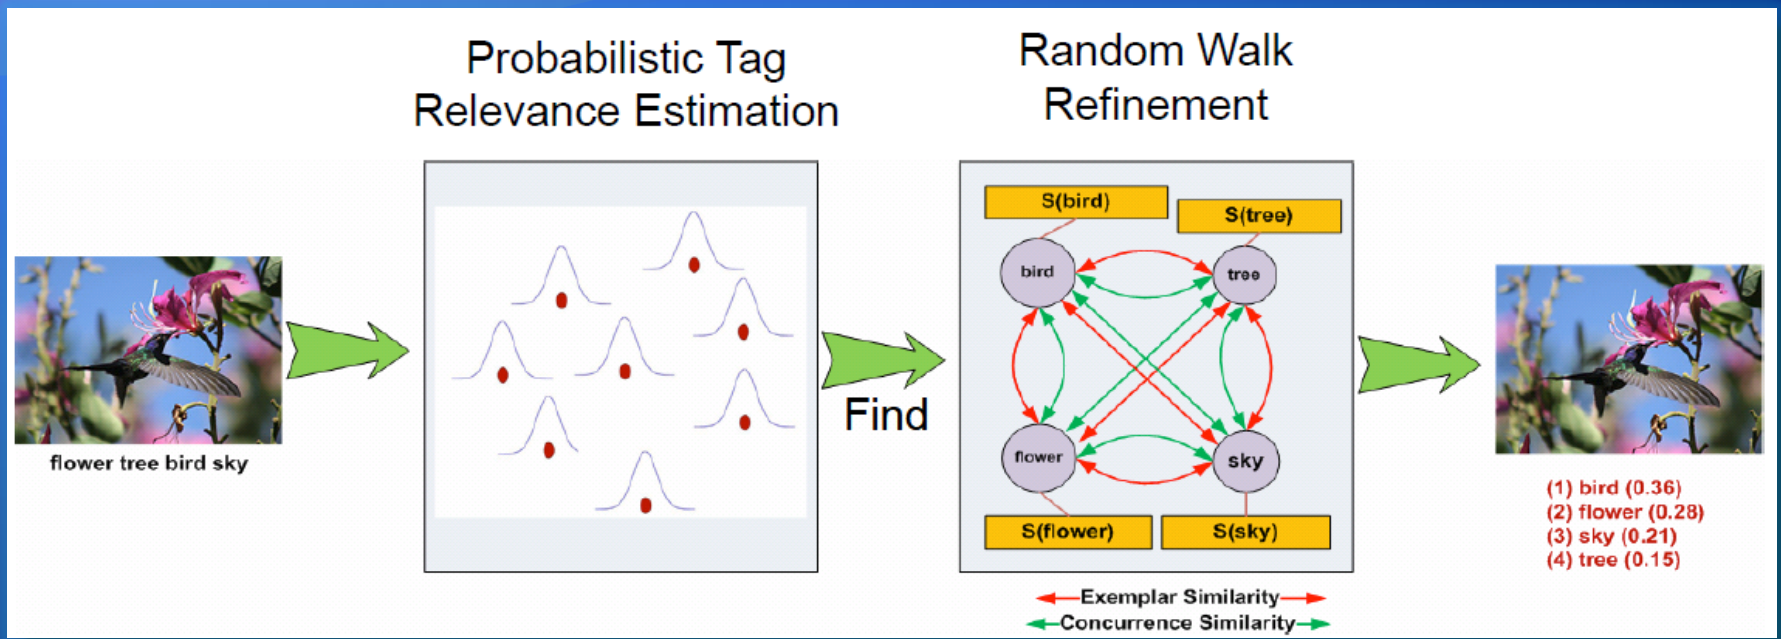 Probabilistic Tag
Relevance Estimation
Random Walk
Refinement
flower tree bird sky
Find
S(bird)
S(tree)
bird
tree
flower
sky
S(flower)
S(sky)
Exemplar Similarity
Concurrence Similarity
(1) bird (0.36)
(2) flower (0.28)
(3) sky (0.21)
(4) tree (0.15)